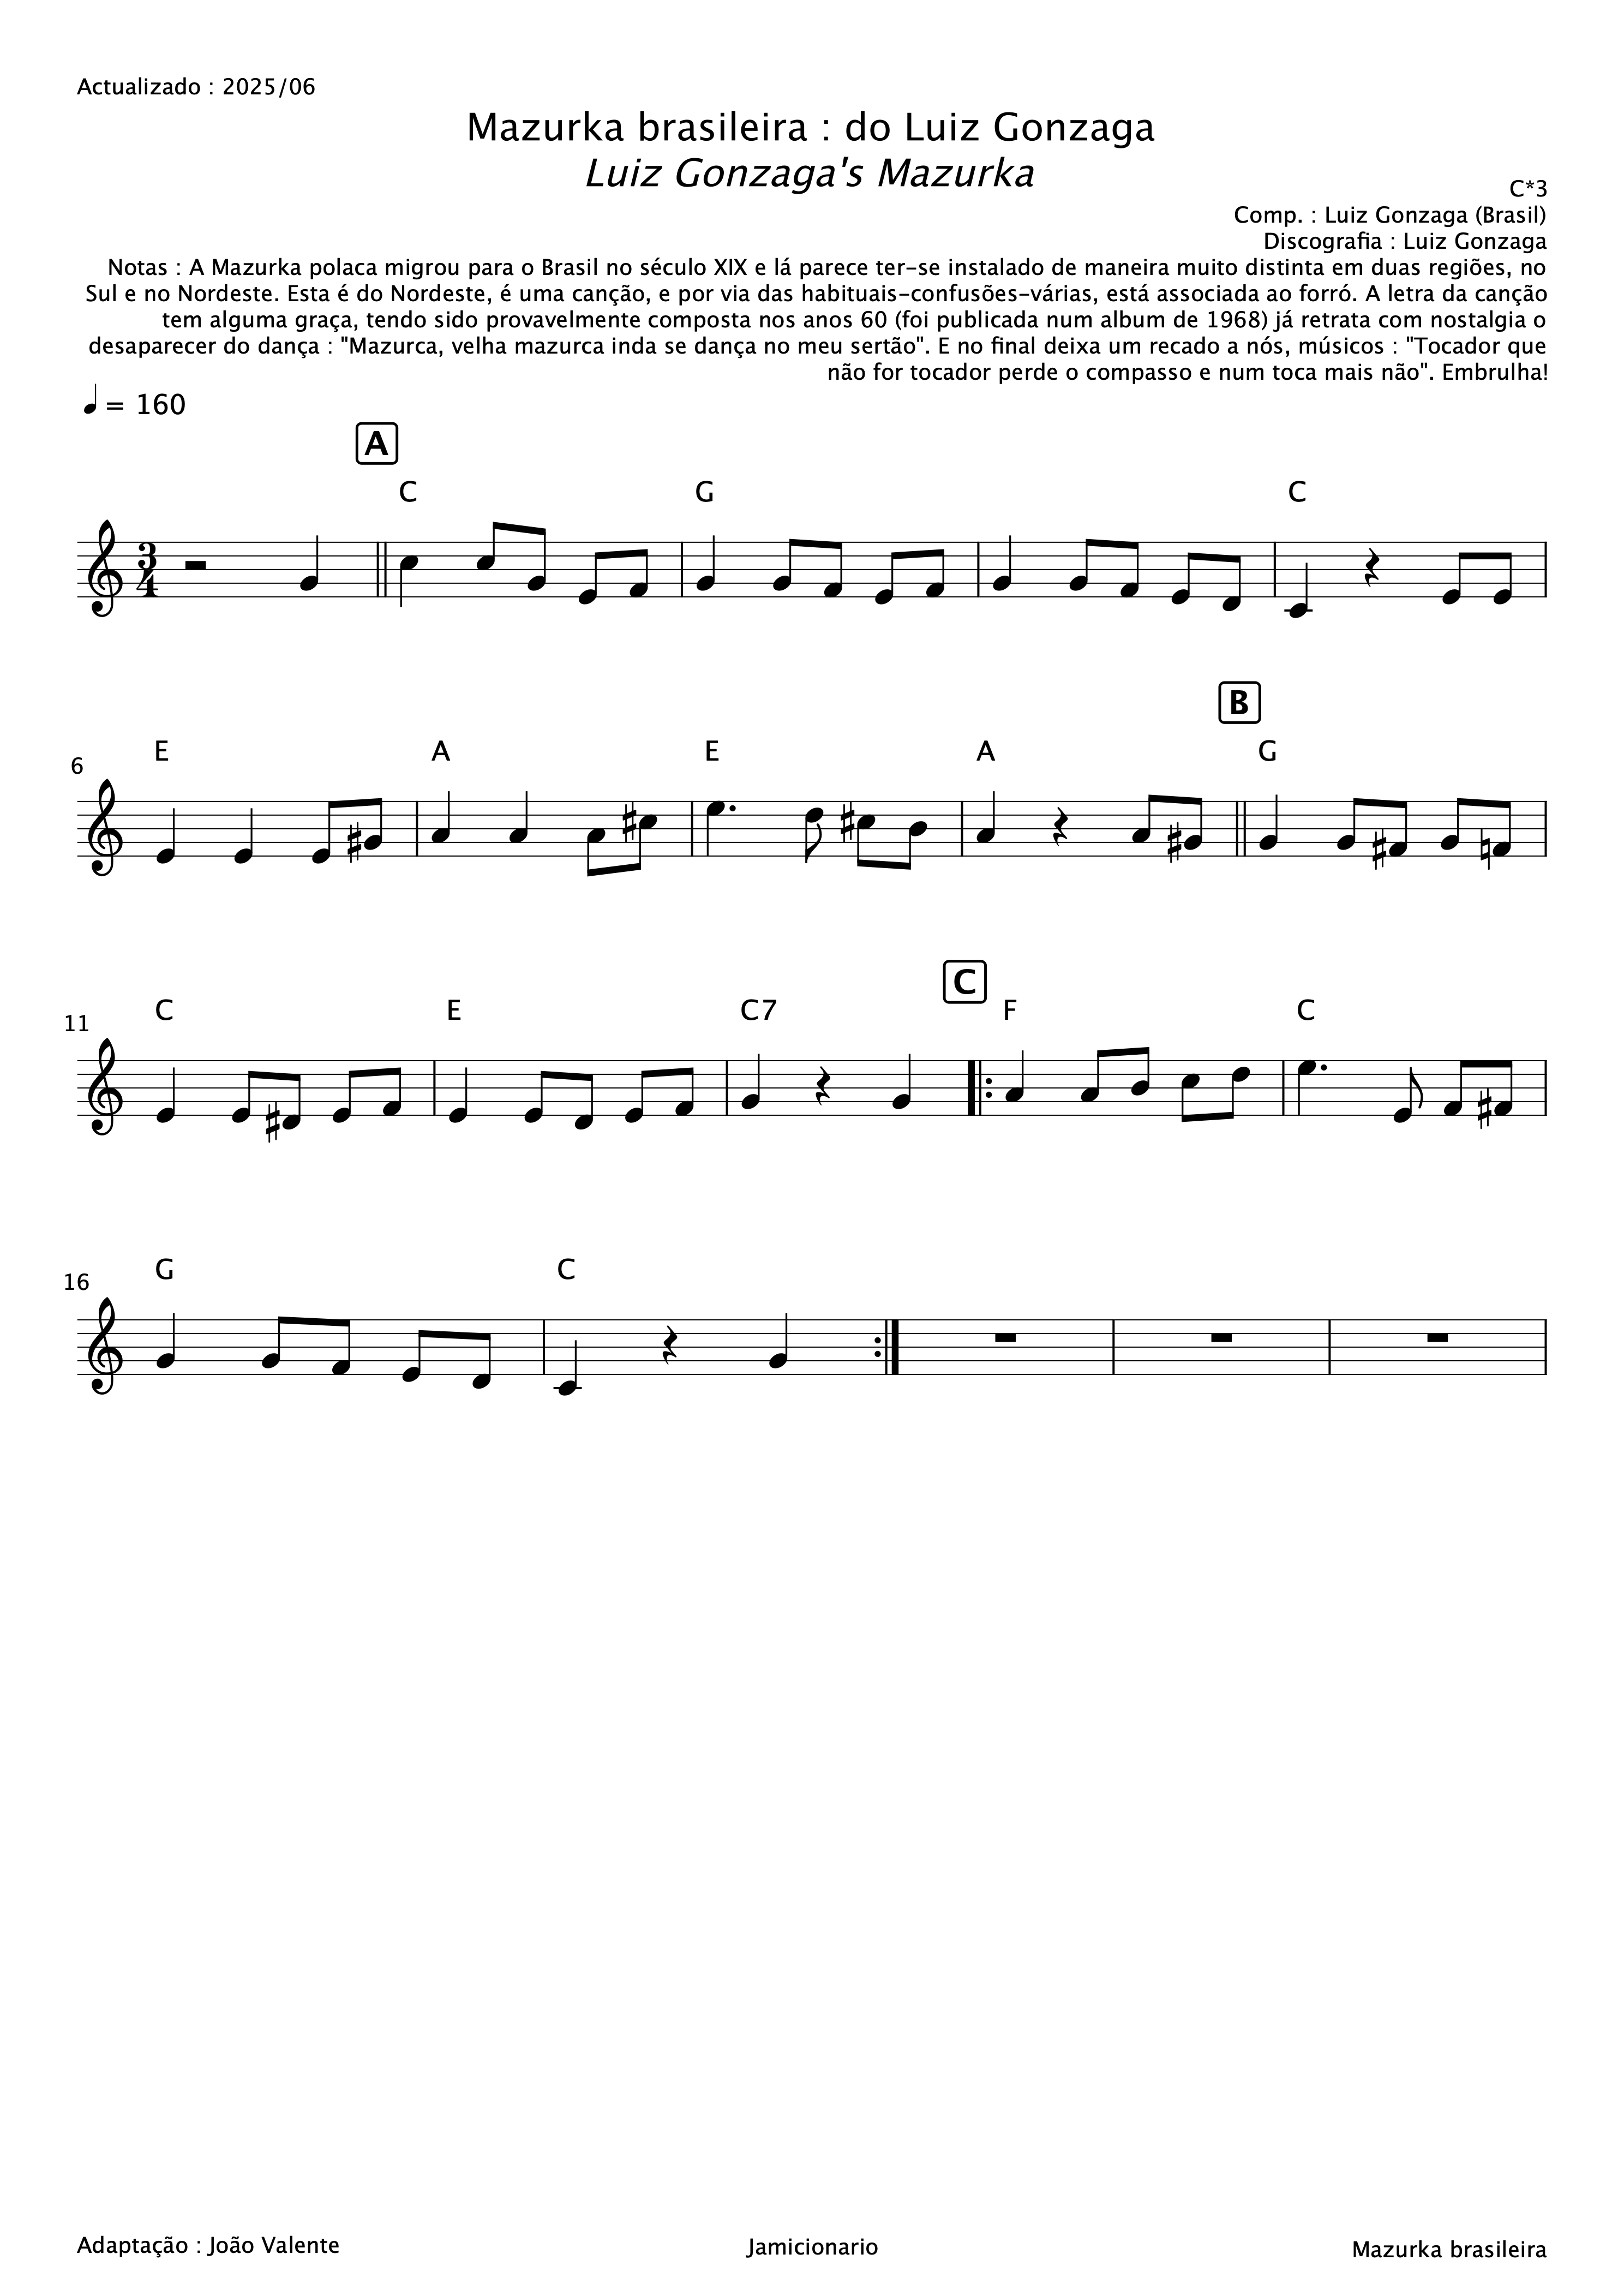 Actualizado : 2025/06
Mazurka brasileira : do Luiz Gonzaga
Luiz Gonzaga's Mazurka
C*3
Comp. : Luiz Gonzaga (Brasil)
Discografia : Luiz Gonzaga
Notas : A Mazurka polaca migrou para o Brasil no século XIX e lá parece ter-se instalado de maneira muito distinta em duas regiões, no
Sul e no Nordeste. Esta é do Nordeste, é uma canção, e por via das habituais-confusões-várias, está associada ao forró. A letra da canção
tem alguma graça, tendo sido provavelmente composta nos anos 60 (foi publicada num album de 1968) já retrata com nostalgia o
desaparecer do dança : "Mazurca, velha mazurca inda se dança no meu sertão". E no final deixa um recado a nós, músicos : "Tocador que
não for tocador perde o compasso e num toca mais não". Embrulha!
= 160
A
C G C
3
4
B
6 E A E A G
C
11 C E C7 F C
16 G C
Adaptação : João Valente
Jamicionario
Mazurka brasileira